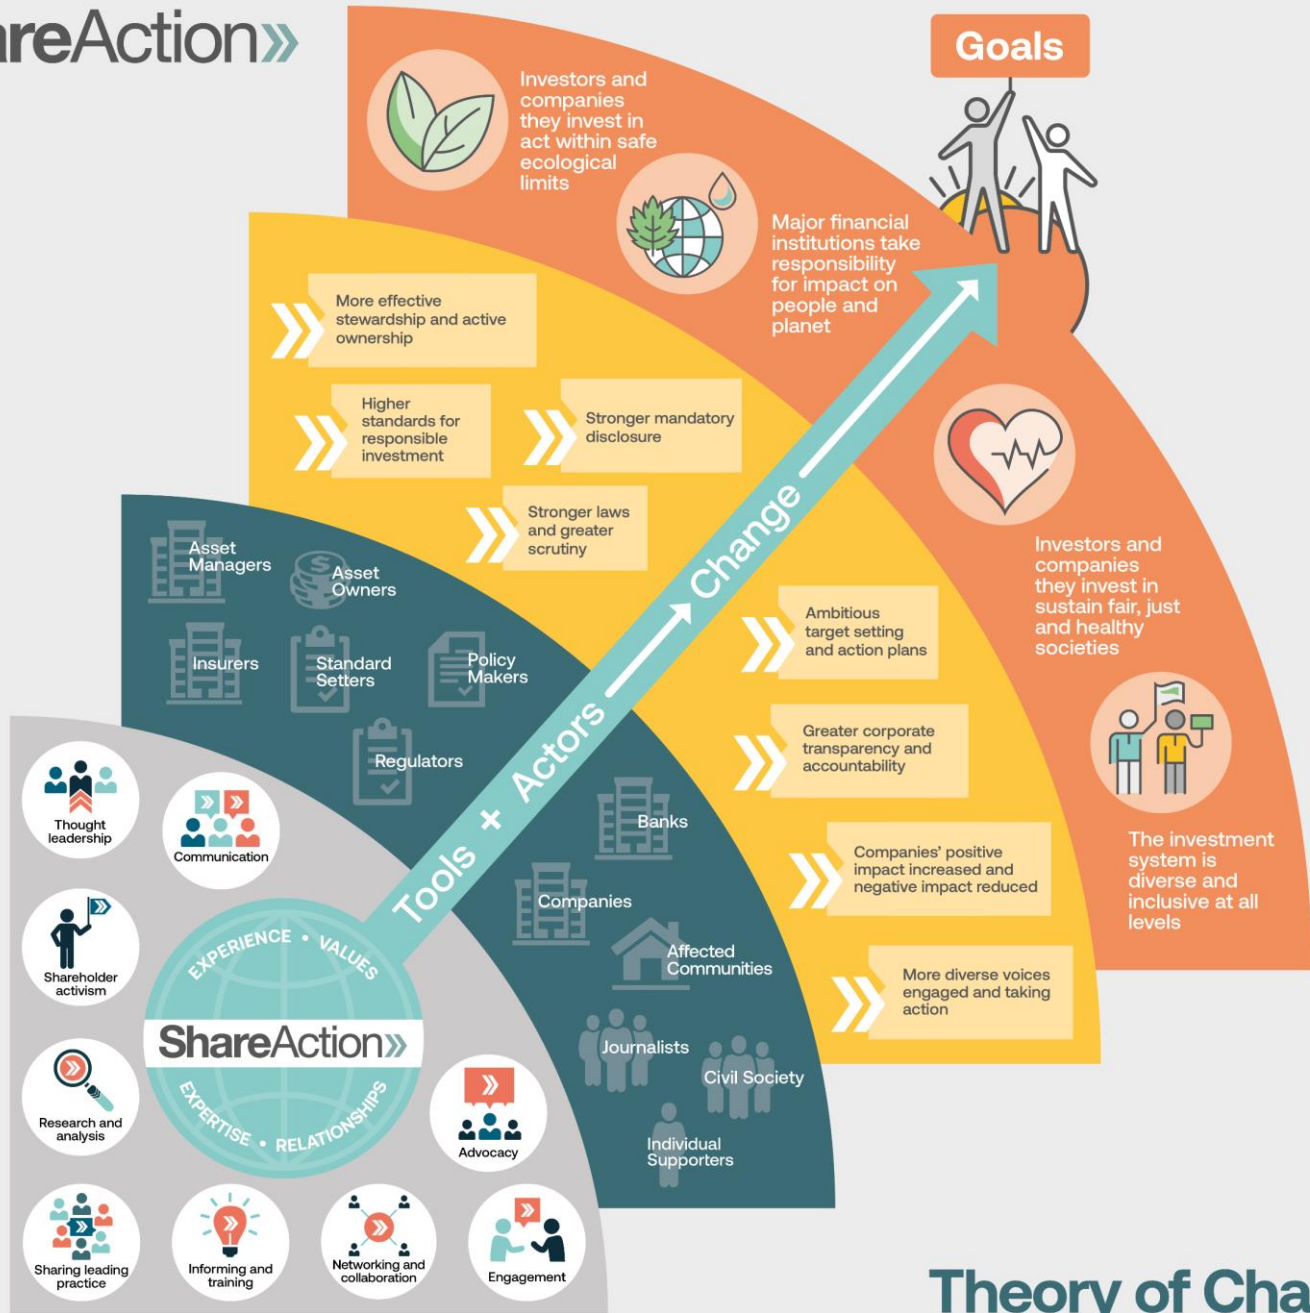 areAction»
Goals
Investors and
companies
they invest in
act within safe
ecological
limits
Major financial
institutions take
responsibility
for impact on
people and
planet
More effective
stewardship and active
ownership
Higher
standards for
responsible
investment
Stronger mandatory
disclosure
Stronger laws
and greater
scrutiny
Investors and
companies
they invest in
sustain fair, just
and healthy
societies
The investment
system is
diverse and
inclusive at all
levels
Ambitious
target setting
and action plans
Greater corporate
transparency and
accountability
Companies' positive
impact increased and
negative impact reduced
More diverse voices
engaged and taking
action
Tools + Actors → Change →
Asset
Managers
Asset
Owners
Insurers
Standard
Setters
Policy
Makers
Regulators
Banks
Companies
Affected
Communities
Journalists
Civil Society
Individual
Supporters
Thought
leadership
Communication
Shareholder
activism
Research and
analysis
EXPERIENCE • VALUES
ShareAction»
EXPERTISE • RELATIONSHIPS
Advocacy
Sharing leading
practice
Informing and
training
Networking and
collaboration
Engagement
Theory of Cha